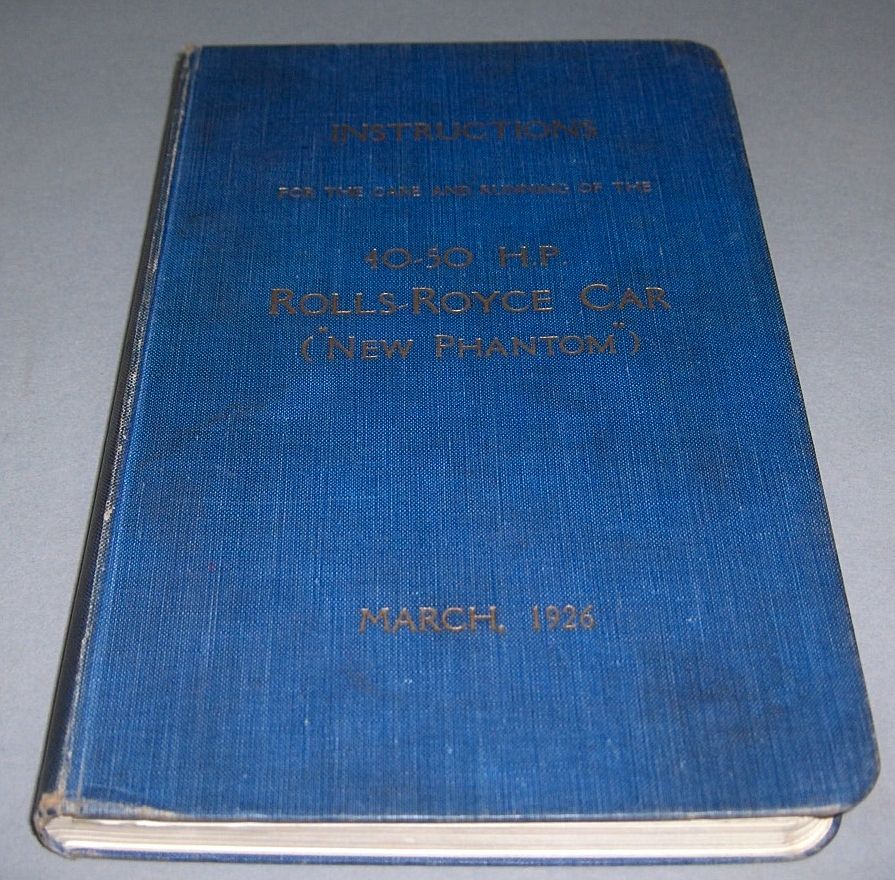 INSTRUCTIONS
FOR THE CARE AND RUNNING OF THE
40-50 H.P.
ROLLS-ROYCE CAR
("NEW PHANTOM")
MARCH, 1926